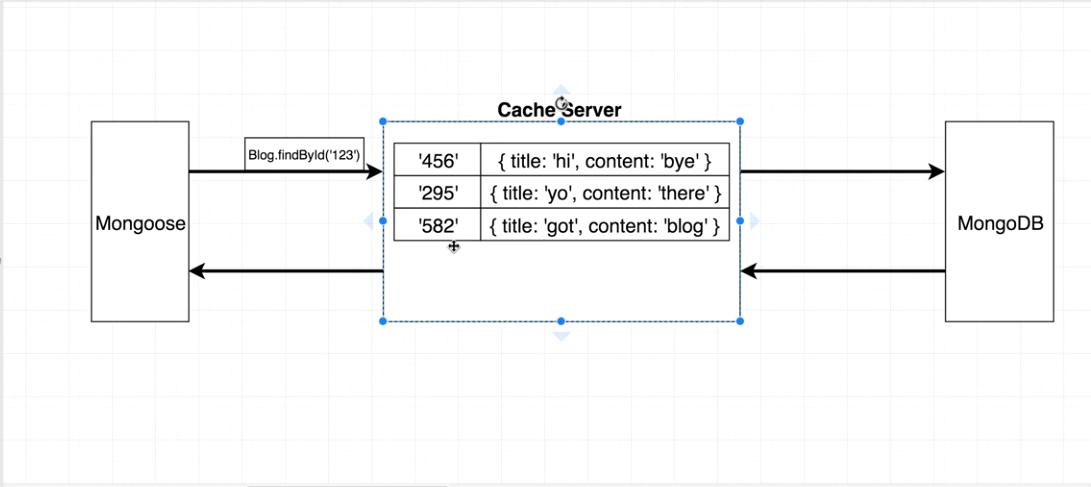 Cache Server
Blog.findById('123')
'456' { title: 'hi', content: 'bye' }
'295' { title: 'yo', content: 'there' }
'582' { title: 'got', content: 'blog' }
Mongoose
MongoDB